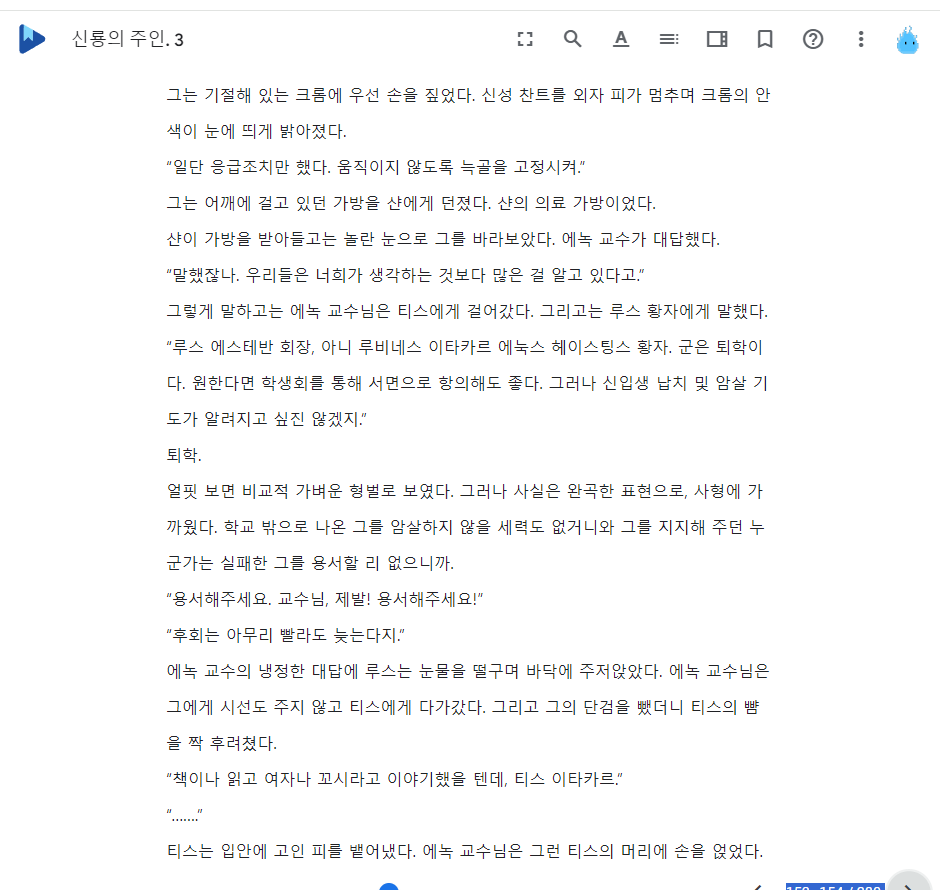 신룡의 주인. 3
그는 기절해 있는 크롬에 우선 손을 짚었다. 신성 찬트를 외자 피가 멈추며 크롬의 안
색이 눈에 띄게 밝아졌다.
“일단 응급조치만 했다. 움직이지 않도록 늑골을 고정시켜.”
그는 어깨에 걸고 있던 가방을 샨에게 던졌다. 샨의 의료 가방이었다.
샨이 가방을 받아들고는 놀란 눈으로 그를 바라보았다. 에녹 교수가 대답했다.
“말했잖나. 우리들은 너희가 생각하는 것보다 많은 걸 알고 있다고.”
그렇게 말하고는 에녹 교수님은 티스에게 걸어갔다. 그리고는 루스 황자에게 말했다.
“루스 에스테반 회장, 아니 루비네스 이타카르 에눅스 헤이스팅스 황자. 군은 퇴학이
다. 원한다면 학생회를 통해 서면으로 항의해도 좋다. 그러나 신입생 납치 및 암살 기
도가 알려지고 싶진 않겠지.”
퇴학.
얼핏 보면 비교적 가벼운 형벌로 보였다. 그러나 사실은 완곡한 표현으로, 사형에 가
까웠다. 학교 밖으로 나온 그를 암살하지 않을 세력도 없거니와 그를 지지해 주던 누
군가는 실패한 그를 용서할 리 없으니까.
“용서해주세요. 교수님, 제발! 용서해주세요!”
“후회는 아무리 빨라도 늦는다지.”
에녹 교수의 냉정한 대답에 루스는 눈물을 떨구며 바닥에 주저앉았다. 에녹 교수님은
그에게 시선도 주지 않고 티스에게 다가갔다. 그리고 그의 단검을 뺐더니 티스의 뺨
을 짝 후려쳤다.
“책이나 읽고 여자나 꼬시라고 이야기했을 텐데, 티스 이타카르.”
“…….”
티스는 입안에 고인 피를 뱉어냈다. 에녹 교수님은 그런 티스의 머리에 손을 얹었다.